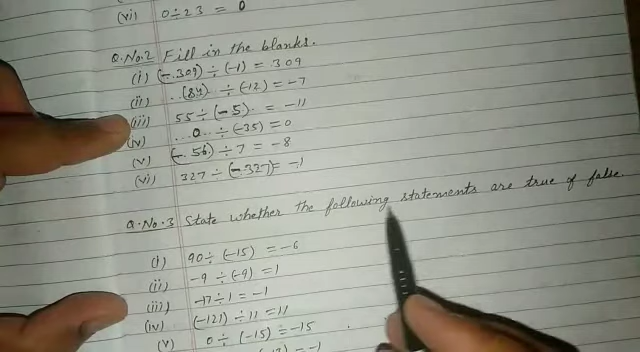 (vi) 0÷23 = 0
Q.No.2 Fill in the blanks.
(i) (-.309) ÷ (-1) = 309
(ii) ..(84) ÷ (-12) = -7
(iii) 55÷(-5). = -11
(iv) ...0.. ÷(-35) = 0
(v) (-.56.) ÷ 7 = -8
(vi) 327 ÷ (-.327) = -1
Q.No.3 State whether the following statements are true of false.
(i) 90÷ (-15) = -6
(ii) -9 ÷(-9) = 1
(iii) -17÷1 = -1
(iv) (-121) ÷ 11 = 11
(v) 0÷ (-15) = -15
= -1